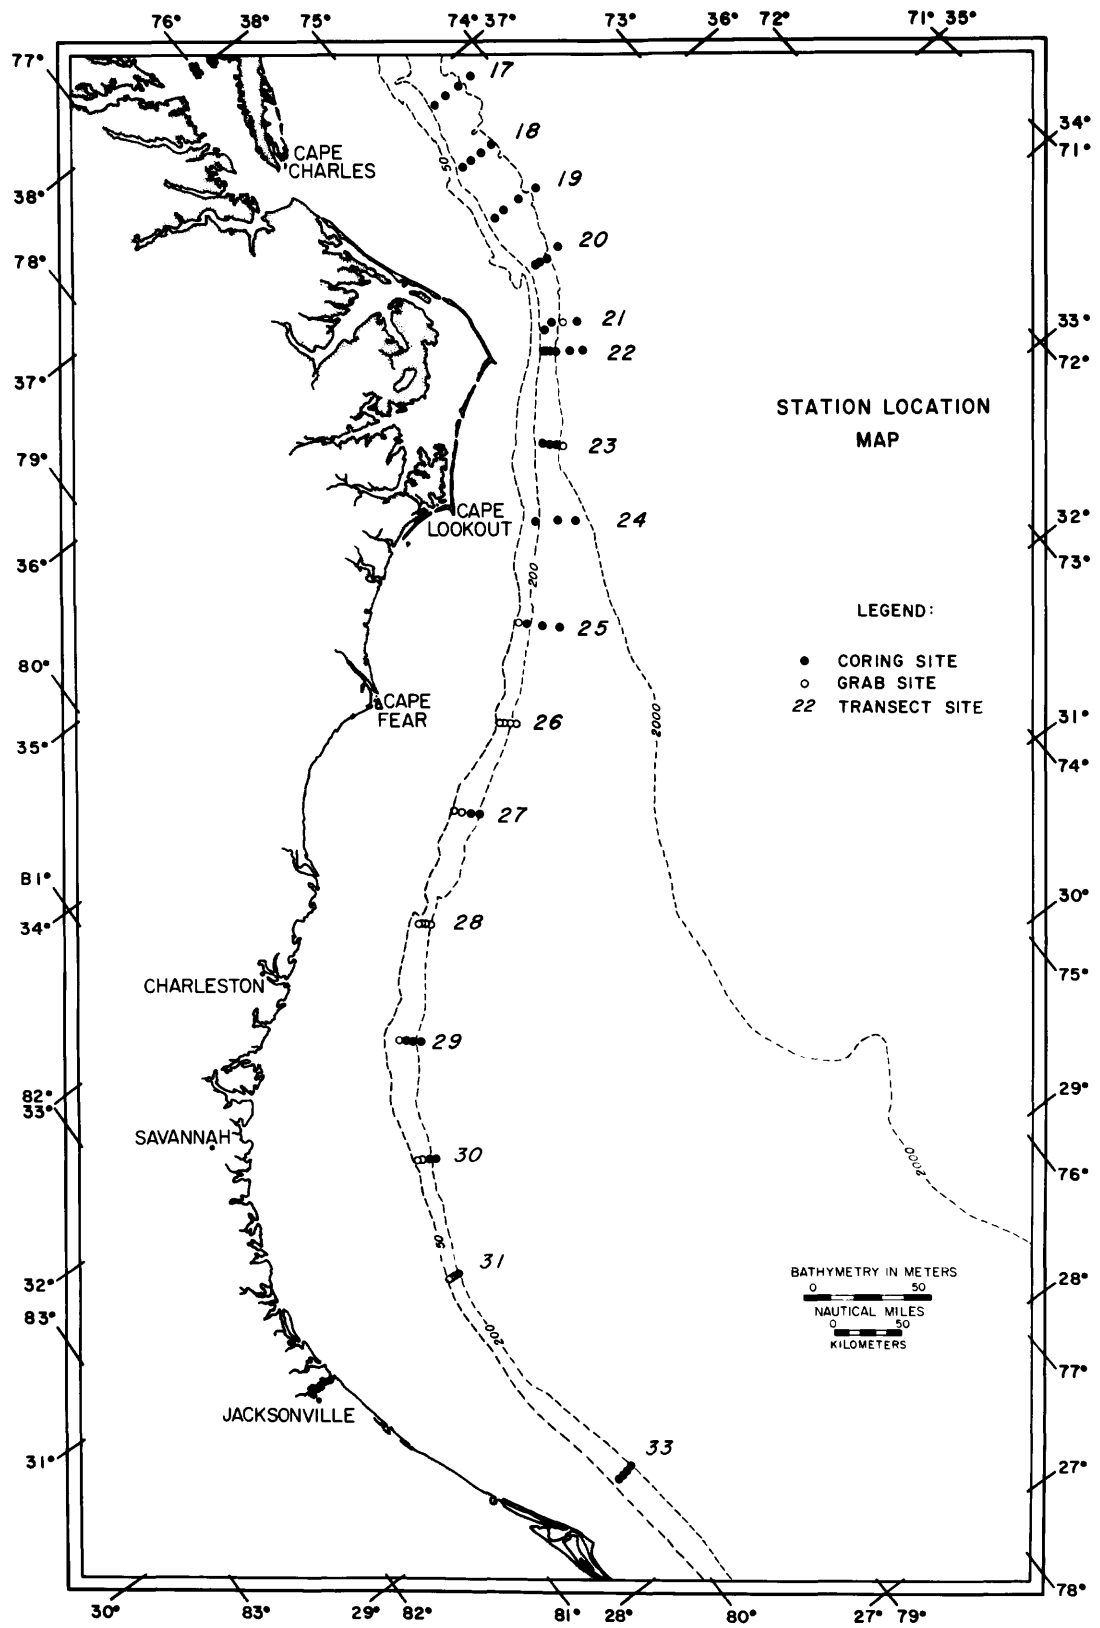 76° 38° 75° 74° 37° 73° 36° 72° 71° 35°
77°
17
34°
71°
18
CAPE
CHARLES
50
19
38°
20
78°
21
33°
22
72°
37°
STATION LOCATION
MAP
23
79°
CAPE
LOOKOUT
24
32°
73°
36°
200
LEGEND:
25
CORING SITE
80°
GRAB SITE
CAPE
FEAR
22 TRANSECT SITE
2000
26
31°
35°
74°
27
81°
30°
34°
28
75°
CHARLESTON
29
82°
33°
29°
SAVANNAH
30
2000
76°
50
31
32°
BATHYMETRY IN METERS
0 50
NAUTICAL MILES
0 50
KILOMETERS
28°
83°
200
77°
JACKSONVILLE
33
31°
27°
78°
30° 83° 29° 82° 81° 28° 80° 27° 79°